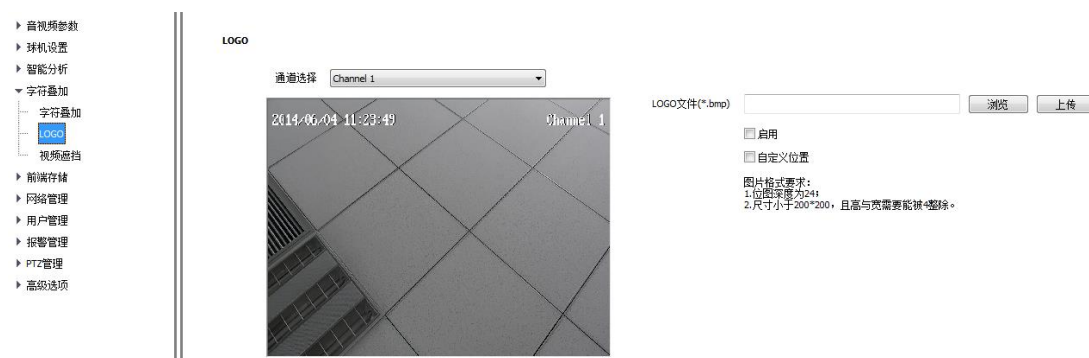 音视频参数
球机设置
智能分析
字符叠加
字符叠加
LOGO
视频遮挡
前端存储
网络管理
用户管理
报警管理
PTZ管理
高级选项
LOGO
通道选择 Channel 1
2014/06/04 11:23:49 Channel 1
LOGO文件(*.bmp) 浏览 上传
启用
自定义位置
图片格式要求：
1.位图深度为24；
2.尺寸小于200*200，且高与宽需要能被4整除。